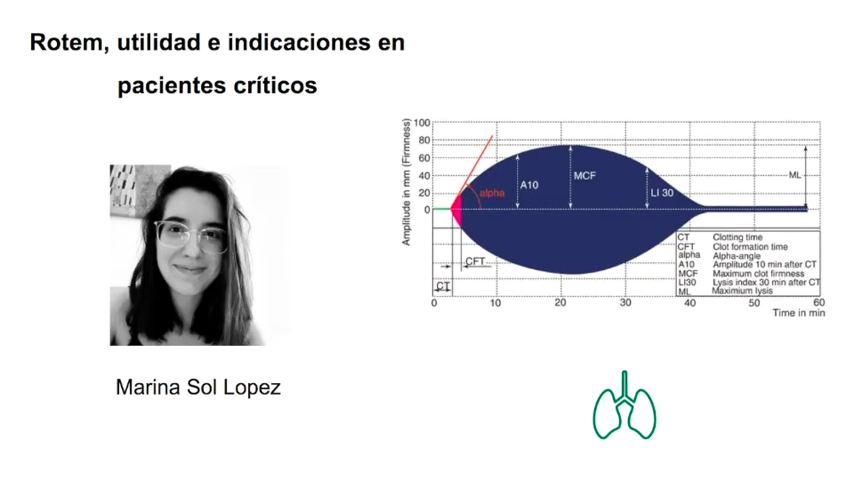 Rotem, utilidad e indicaciones en
pacientes críticos
Marina Sol Lopez
Amplitude in mm (Firmness)
100
80
60
40
20
0
alpha
A10
MCF
LI 30
ML
CFT
CT
CT Clotting time
CFT Clot formation time
alpha Alpha-angle
A10 Amplitude 10 min after CT
MCF Maximum clot firmness
LI30 Lysis index 30 min after CT
ML Maximium lysis
0 10 20 30 40 50 60
Time in min